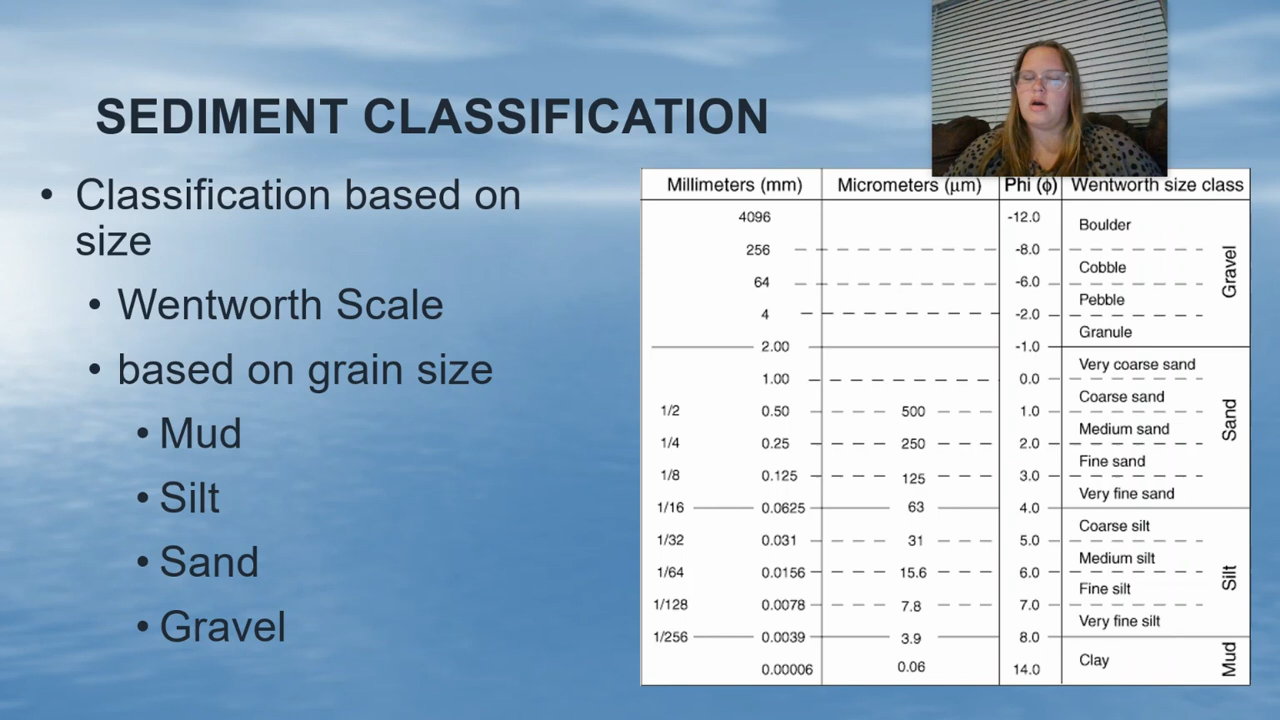 SEDIMENT CLASSIFICATION
• Classification based on
size
• Wentworth Scale
• based on grain size
• Mud
• Silt
• Sand
• Gravel
Millimeters (mm) Micrometers (μm) Phi (ϕ) Wentworth size class
4096 -12.0
Boulder
256 -8.0
Cobble
64 -6.0
Pebble
4 -2.0
Granule
Gravel
2.00 -1.0
Very coarse sand
1.00 0.0
Coarse sand
1/2 0.50 500 1.0
Medium sand
1/4 0.25 250 2.0
Fine sand
1/8 0.125 125 3.0
Very fine sand
Sand
1/16 0.0625 63 4.0
Coarse silt
1/32 0.031 31 5.0
Medium silt
1/64 0.0156 15.6 6.0
Fine silt
1/128 0.0078 7.8 7.0
Very fine silt
Silt
1/256 0.0039 3.9 8.0
Clay
Mud
0.00006 0.06 14.0